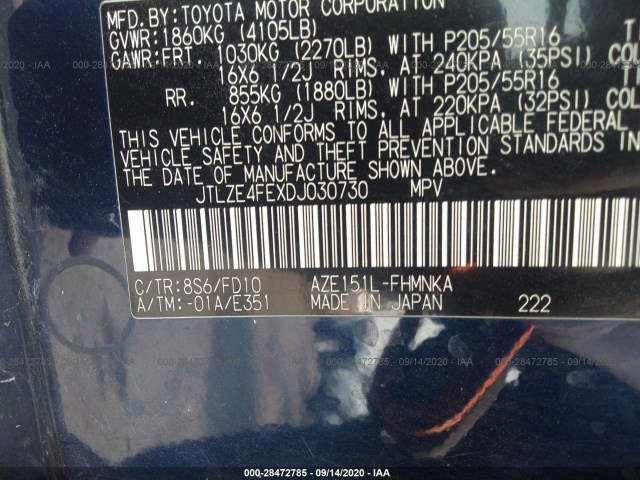 MFD.BY:TOYOTA MOTOR CORPORATION
GVWR:1860KG (4105LB)
GAWR:FRT. 1030KG (2270LB) WITH P205/55R16
16X6 1/2J RIMS, AT 240KPA (35PSI) COL
RR. 855KG (1880LB) WITH P205/55R16
16X6 1/2J RIMS, AT 220KPA (32PSI) COL
THIS VEHICLE CONFORMS TO ALL APPLICABLE FEDERAL
VEHICLE SAFETY AND THEFT PREVENTION STANDARDS IN
THE DATE OF MANUFACTURE SHOWN ABOVE.
JTLZE4FEXDJ030730 MPV
C/TR:8S6/FD10 AZE151L-FHMNKA
A/TM:-01A/E351 MADE IN JAPAN 222
000-28472785 - 09/14/2020 - IAA